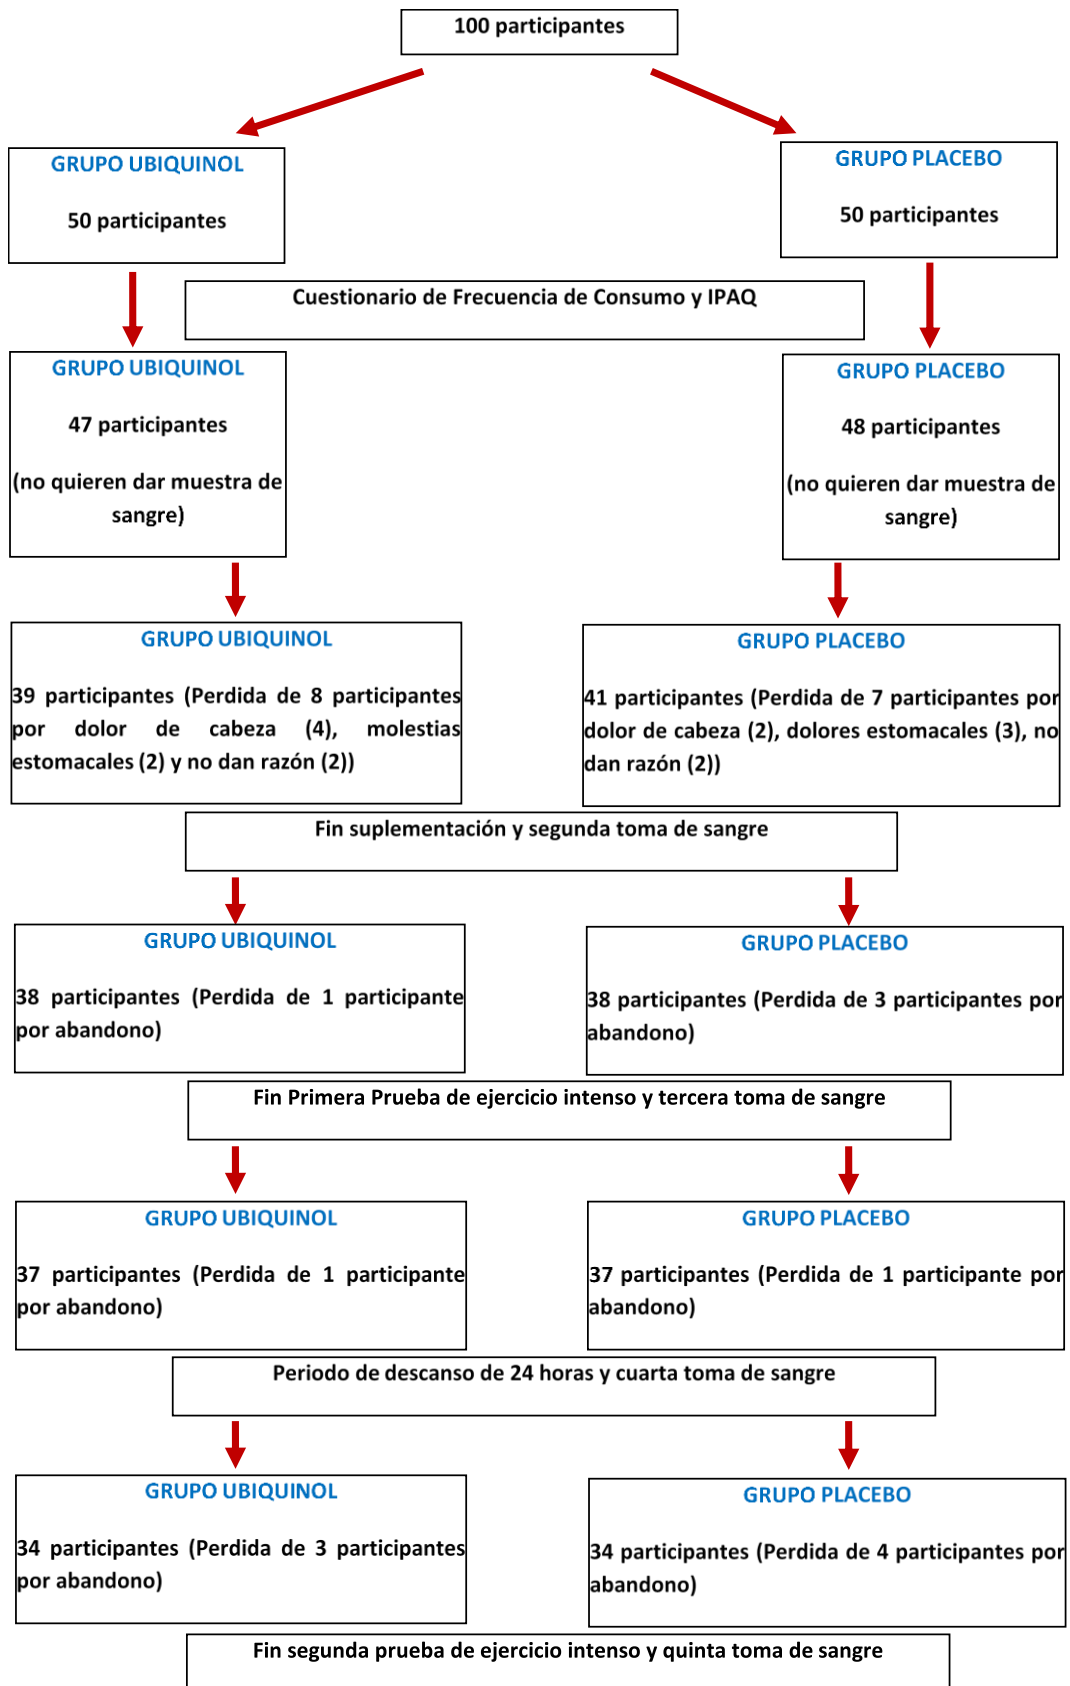 100 participantes
GRUPO UBIQUINOL
50 participantes
GRUPO PLACEBO
50 participantes
Cuestionario de Frecuencia de Consumo y IPAQ
GRUPO UBIQUINOL
47 participantes
(no quieren dar muestra de
sangre)
GRUPO PLACEBO
48 participantes
(no quieren dar muestra de
sangre)
GRUPO UBIQUINOL
39 participantes (Perdida de 8 participantes
por dolor de cabeza (4), molestias
estomacales (2) y no dan razón (2))
GRUPO PLACEBO
41 participantes (Perdida de 7 participantes por
dolor de cabeza (2), dolores estomacales (3), no
dan razón (2))
Fin suplementación y segunda toma de sangre
GRUPO UBIQUINOL
38 participantes (Perdida de 1 participante
por abandono)
GRUPO PLACEBO
38 participantes (Perdida de 3 participantes por
abandono)
Fin Primera Prueba de ejercicio intenso y tercera toma de sangre
GRUPO UBIQUINOL
37 participantes (Perdida de 1 participante
por abandono)
GRUPO PLACEBO
37 participantes (Perdida de 1 participante por
abandono)
Periodo de descanso de 24 horas y cuarta toma de sangre
GRUPO UBIQUINOL
34 participantes (Perdida de 3 participantes
por abandono)
GRUPO PLACEBO
34 participantes (Perdida de 4 participantes por
abandono)
Fin segunda prueba de ejercicio intenso y quinta toma de sangre